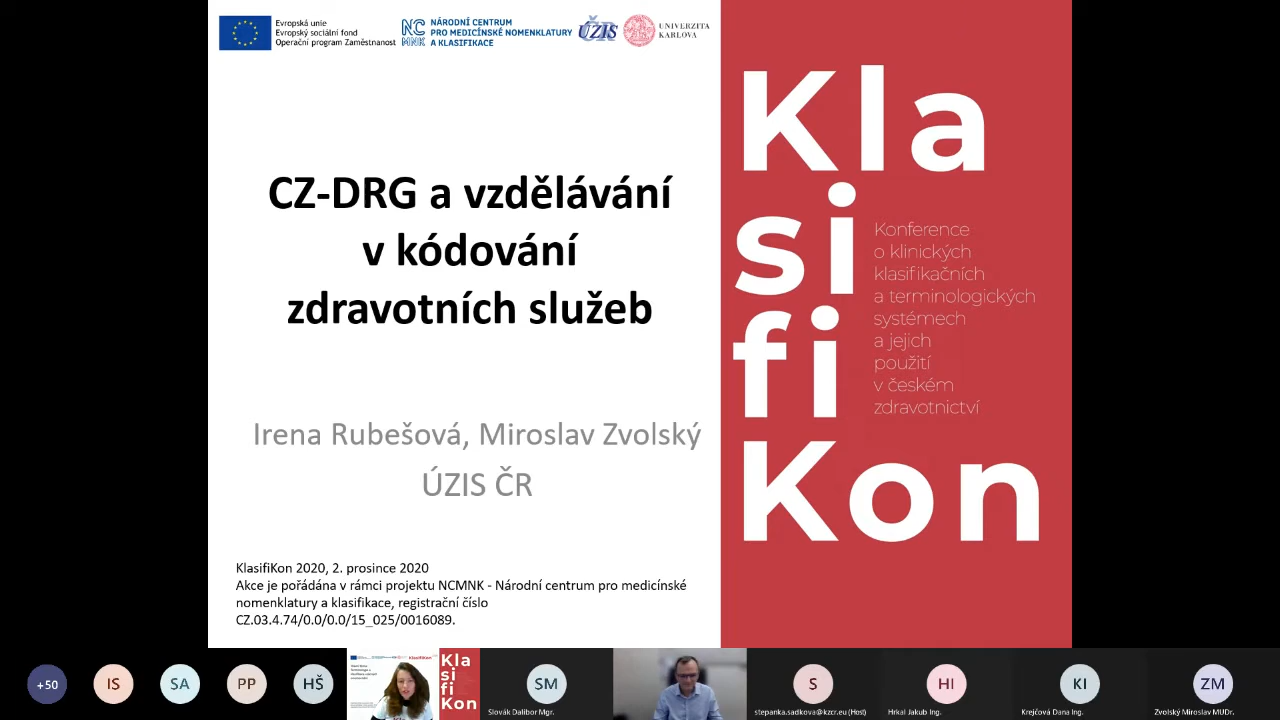 Evropská unie
Evropský sociální fond
Operační program Zaměstnanost
NC
MNK
NÁRODNÍ CENTRUM
PRO MEDICÍNSKÉ NOMENKLATURY
A KLASIFIKACE
ÚZIS
UNIVERZITA
KARLOVA
CZ-DRG a vzdělávání
v kódování
zdravotních služeb
Irena Rubešová, Miroslav Zvolský
ÚZIS ČR
KlasifiKon 2020, 2. prosince 2020
Akce je pořádána v rámci projektu NCMNK - Národní centrum pro medicínské
nomenklatury a klasifikace, registrační číslo
CZ.03.4.74/0.0/0.0/15_025/0016089.
Kla
si
fi
Kon
Konference
o klinických
klasifikačních
a terminologických
systémech
a jejich
použití
v českém
zdravotnictví
+50
IS
SA
PP
HŠ
KlasifiKon
Kla
si
fi
Kon
SM
Slovák Dalibor Mgr.
S
stepanka.sadkova@kzcr.eu (Host)
HI
Hrkal Jakub Ing.
KI
Krejčová Dana Ing.
ZM
Zvolský Miroslav MUDr.